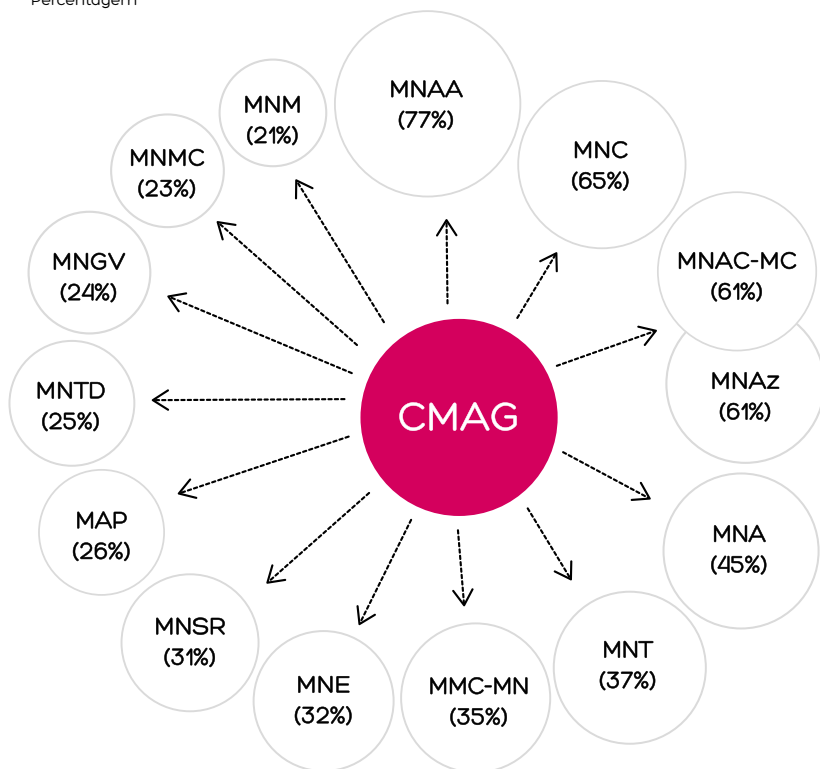 Percentagem
MNAA
(77%)
MNC
(65%)
MNAC-MC
(61%)
MNAz
(61%)
MNA
(45%)
MNT
(37%)
MMC-MN
(35%)
MNE
(32%)
MNSR
(31%)
MAP
(26%)
MNTD
(25%)
MNGV
(24%)
MNMC
(23%)
MNM
(21%)
CMAG